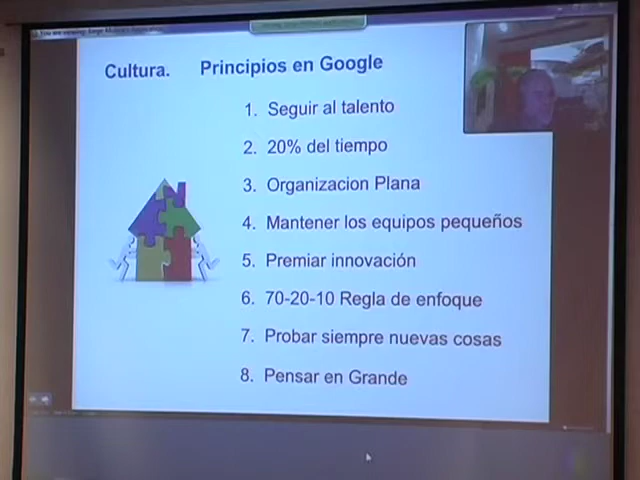 Cultura. Principios en Google
1. Seguir al talento
2. 20% del tiempo
3. Organizacion Plana
4. Mantener los equipos pequeños
5. Premiar innovación
6. 70-20-10 Regla de enfoque
7. Probar siempre nuevas cosas
8. Pensar en Grande